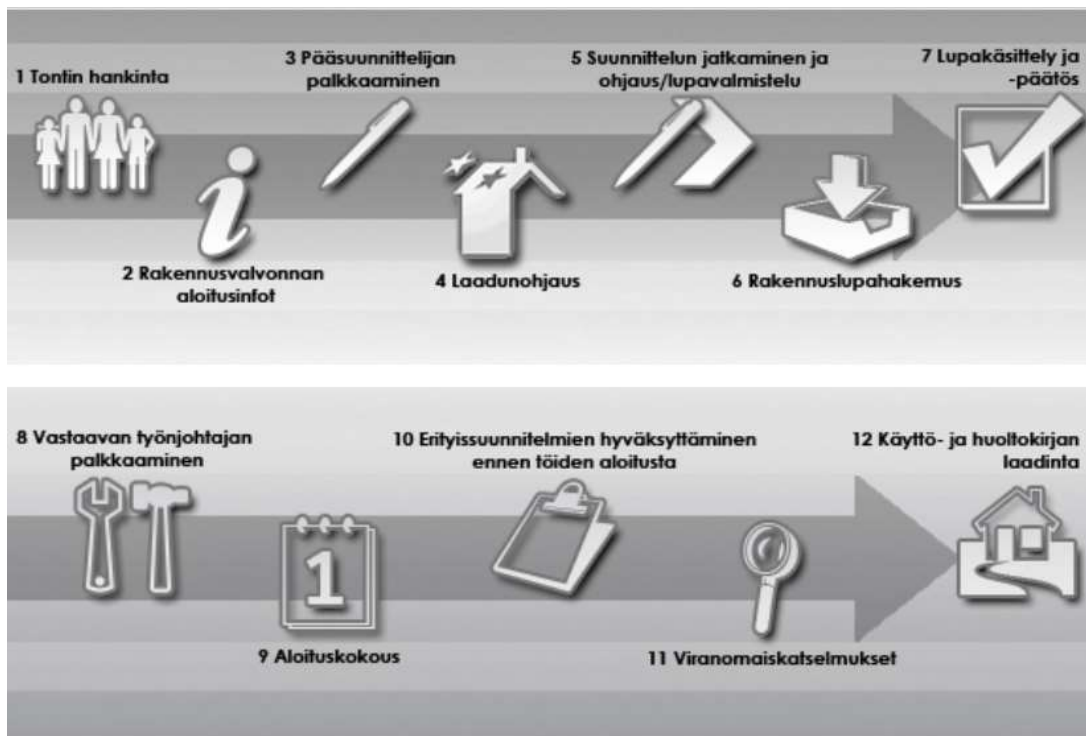 1 Tontin hankinta
2 Rakennusvalvonnan
aloitusinfot
3 Pääsuunnittelijan
palkkaaminen
4 Laadunohjaus
5 Suunnittelun jatkaminen ja
ohjaus/lupavalmistelu
6 Rakennuslupahakemus
7 Lupakäsittely ja
-päätös
8 Vastaavan työnjohtajan
palkkaaminen
9 Aloituskokous
1
10 Erityissuunnitelmien hyväksyttäminen
ennen töiden aloitusta
11 Viranomaiskatselmukset
12 Käyttö- ja huoltokirjan
laadinta